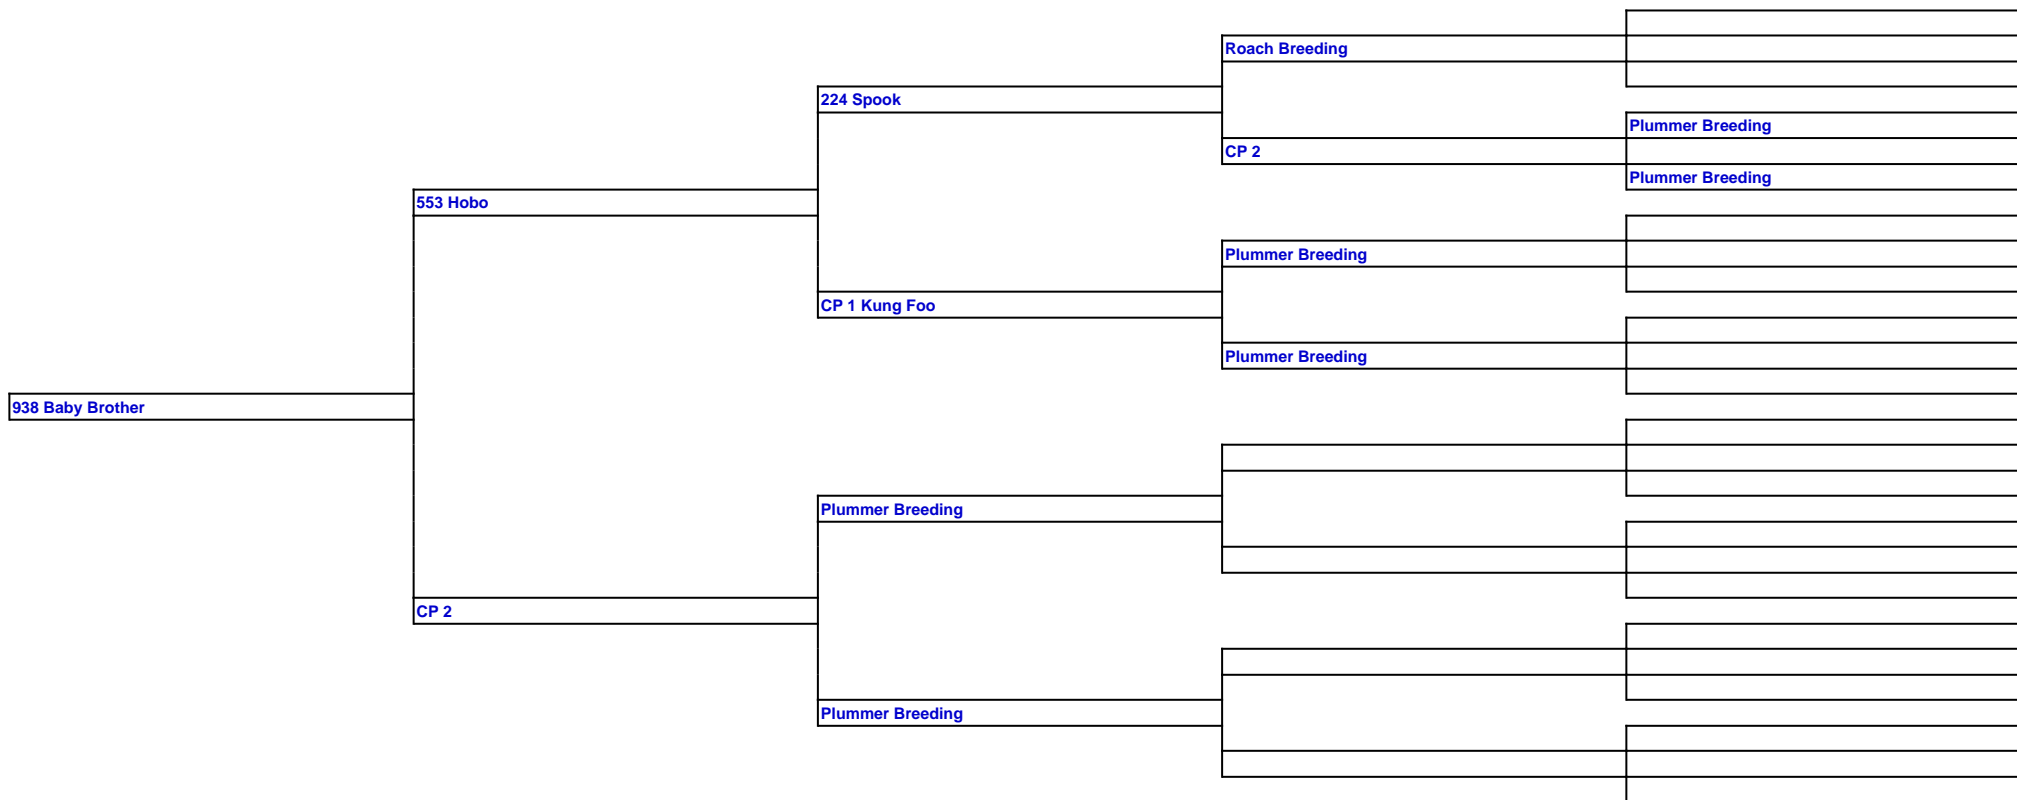 Roach Breeding
224 Spook
Plummer Breeding
CP 2
Plummer Breeding
553 Hobo
Plummer Breeding
CP 1 Kung Foo
Plummer Breeding
938 Baby Brother
Plummer Breeding
CP 2
Plummer Breeding